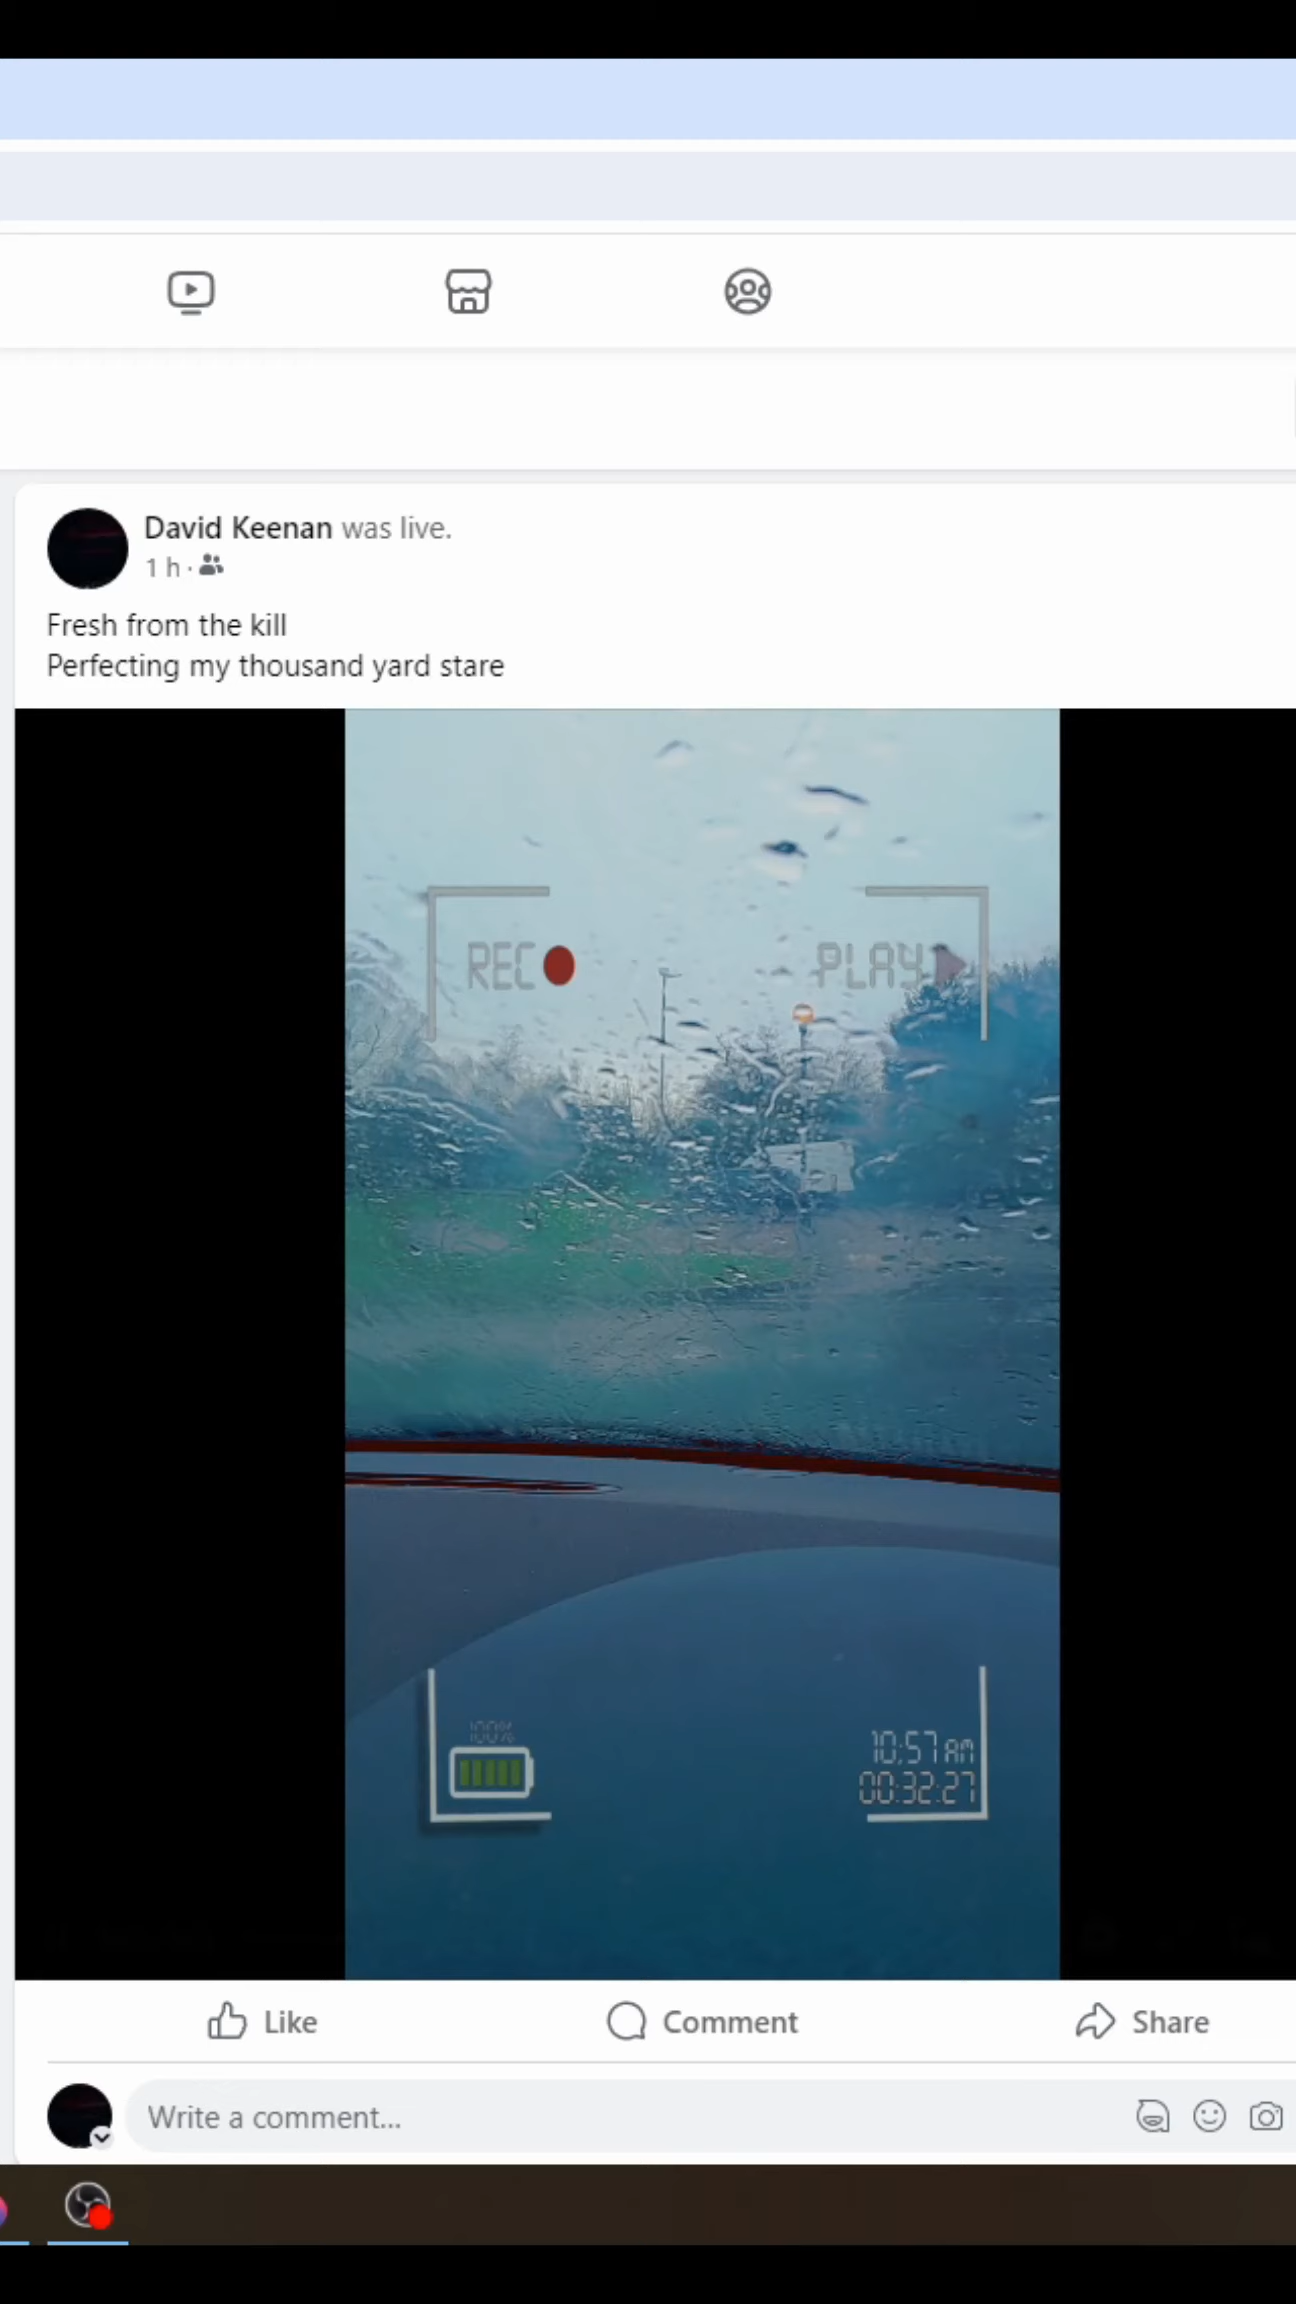 David Keenan was live.
1 h ·
Fresh from the kill
Perfecting my thousand yard stare
REC
PLAY
100%
10:57 AM
00:32:27
Like
Comment
Share
Write a comment...